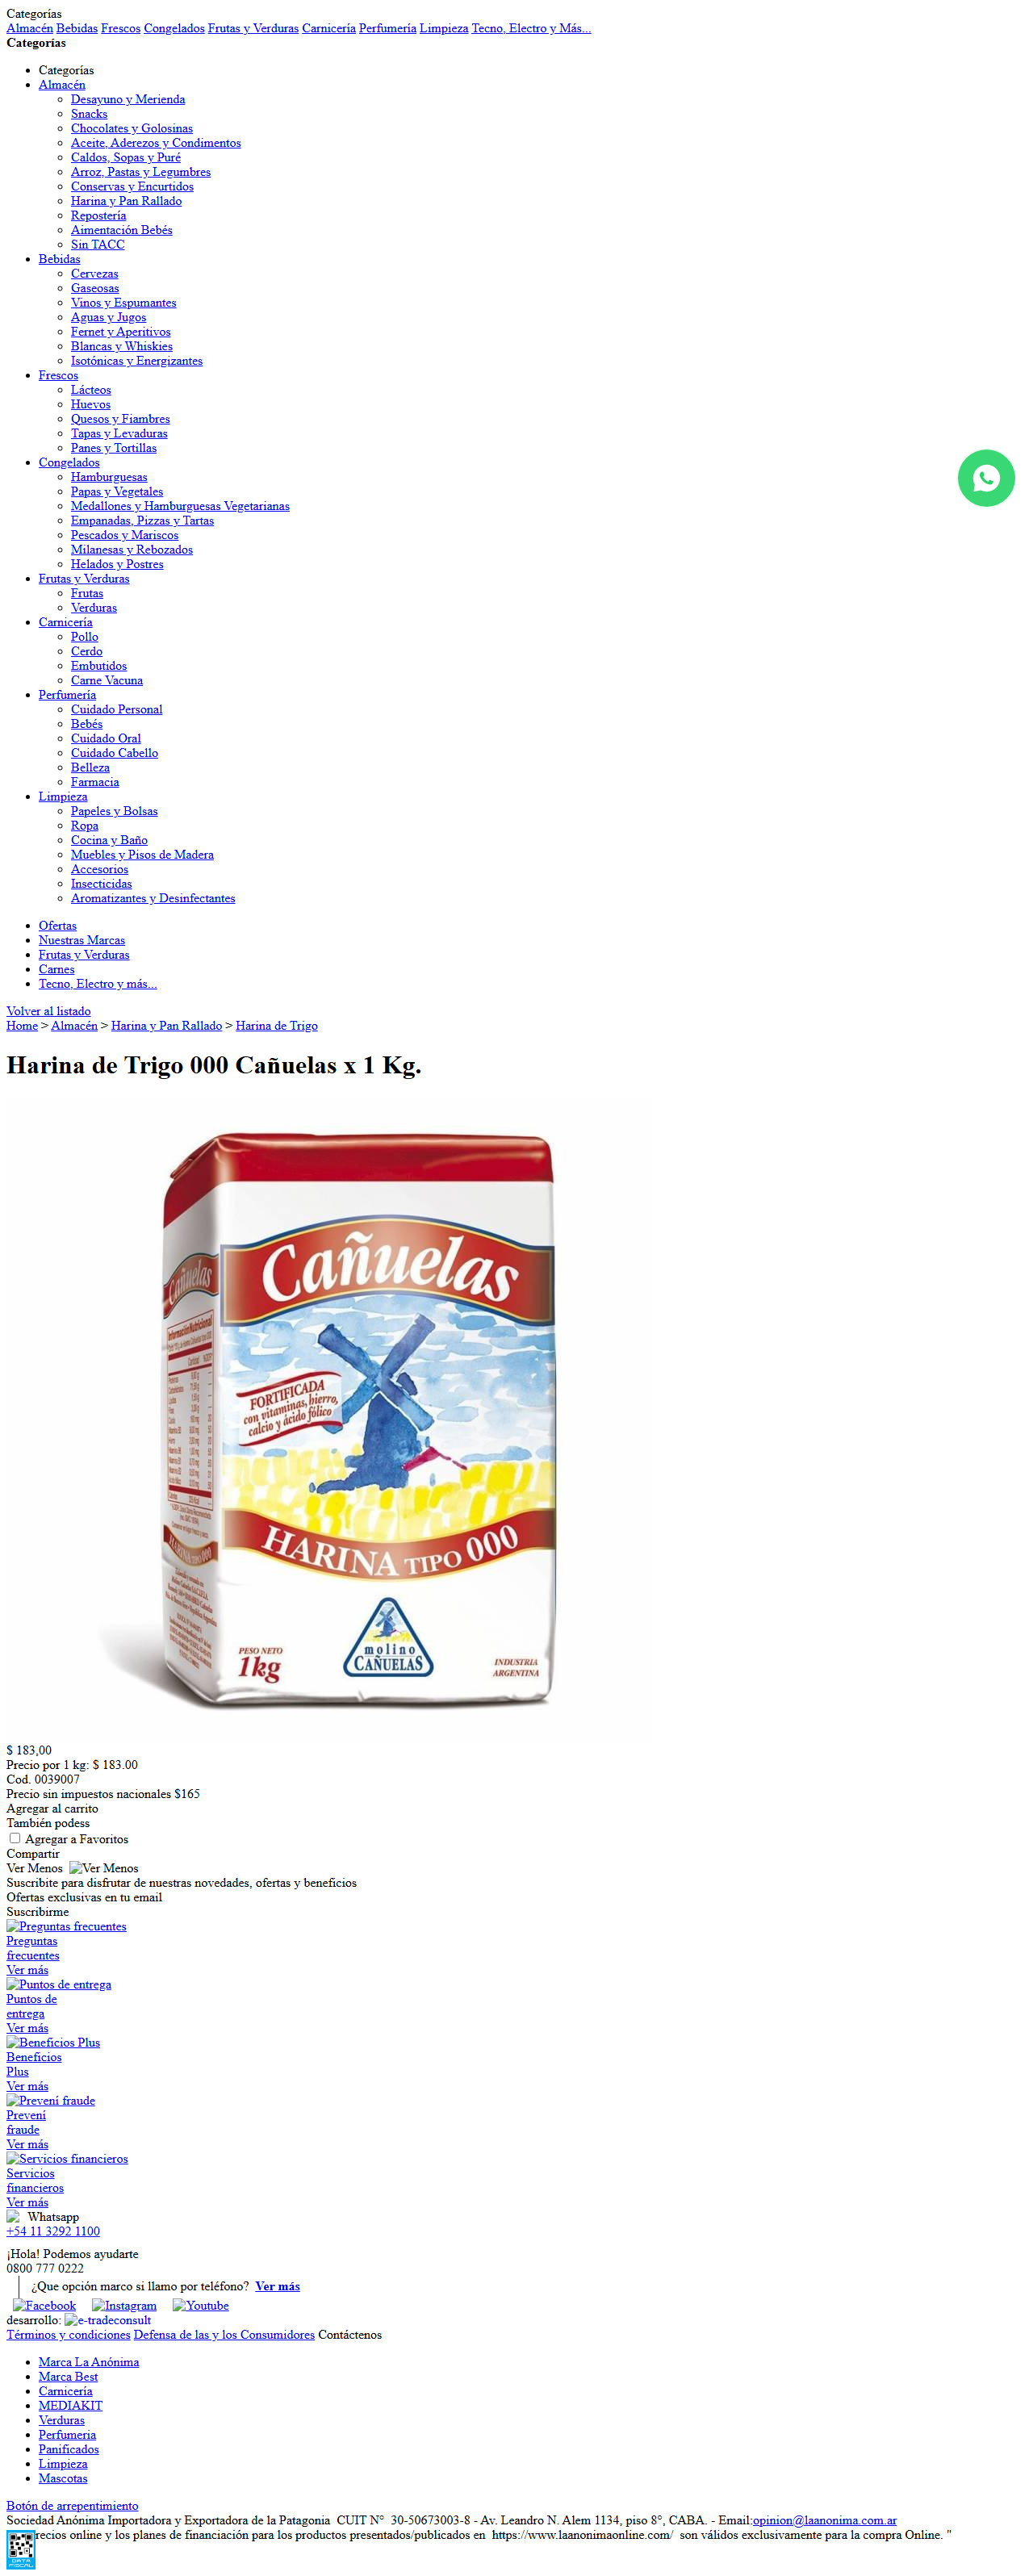 Categorías
Almacén Bebidas Frescos Congelados Frutas y Verduras Carnicería Perfumería Limpieza Tecno, Electro y Más...
Categorías
Categorías
Almacén
Desayuno y Merienda
Snacks
Chocolates y Golosinas
Aceite, Aderezos y Condimentos
Caldos, Sopas y Puré
Arroz, Pastas y Legumbres
Conservas y Encurtidos
Harina y Pan Rallado
Repostería
Aimentación Bebés
Sin TACC
Bebidas
Cervezas
Gaseosas
Vinos y Espumantes
Aguas y Jugos
Fernet y Aperitivos
Blancas y Whiskies
Isotónicas y Energizantes
Frescos
Lácteos
Huevos
Quesos y Fiambres
Tapas y Levaduras
Panes y Tortillas
Congelados
Hamburguesas
Papas y Vegetales
Medallones y Hamburguesas Vegetarianas
Empanadas, Pizzas y Tartas
Pescados y Mariscos
Milanesas y Rebozados
Helados y Postres
Frutas y Verduras
Frutas
Verduras
Carnicería
Pollo
Cerdo
Embutidos
Carne Vacuna
Perfumería
Cuidado Personal
Bebés
Cuidado Oral
Cuidado Cabello
Belleza
Farmacia
Limpieza
Papeles y Bolsas
Ropa
Cocina y Baño
Muebles y Pisos de Madera
Accesorios
Insecticidas
Aromatizantes y Desinfectantes
Ofertas
Nuestras Marcas
Frutas y Verduras
Carnes
Tecno, Electro y más...
Volver al listado
Home > Almacén > Harina y Pan Rallado > Harina de Trigo
Harina de Trigo 000 Cañuelas x 1 Kg.
Cañuelas
Cañuelas
Información Nutricional
FORTIFICADA
con vitaminas, hierro,
calcio y ácido fólico
HARINA TIPO 000
HARINA TIPO 000
PESO NETO
1kg
molino
CAÑUELAS
INDUSTRIA
ARGENTINA
$ 183,00
Precio por 1 kg: $ 183.00
Cod. 0039007
Precio sin impuestos nacionales $165
Agregar al carrito
También podess
Agregar a Favoritos
Compartir
Ver Menos Ver Menos
Suscribite para disfrutar de nuestras novedades, ofertas y beneficios
Ofertas exclusivas en tu email
Suscribirme
Preguntas frecuentes
Preguntas
frecuentes
Ver más
Puntos de entrega
Puntos de
entrega
Ver más
Beneficios Plus
Beneficios
Plus
Ver más
Prevení fraude
Prevení
fraude
Ver más
Servicios financieros
Servicios
financieros
Ver más
Whatsapp
+54 11 3292 1100
¡Hola! Podemos ayudarte
0800 777 0222
¿Que opción marco si llamo por teléfono? Ver más
Facebook Instagram Youtube
desarrollo: e-tradeconsult
Términos y condiciones Defensa de las y los Consumidores Contáctenos
Marca La Anónima
Marca Best
Carnicería
MEDIAKIT
Verduras
Perfumeria
Panificados
Limpieza
Mascotas
Botón de arrepentimiento
Sociedad Anónima Importadora y Exportadora de la Patagonia CUIT N° 30-50673003-8 - Av. Leandro N. Alem 1134, piso 8°, CABA. - Email:opinion@laanonima.com.ar
recios online y los planes de financiación para los productos presentados/publicados en https://www.laanonimaonline.com/ son válidos exclusivamente para la compra Online. "
DATA
FISCAL